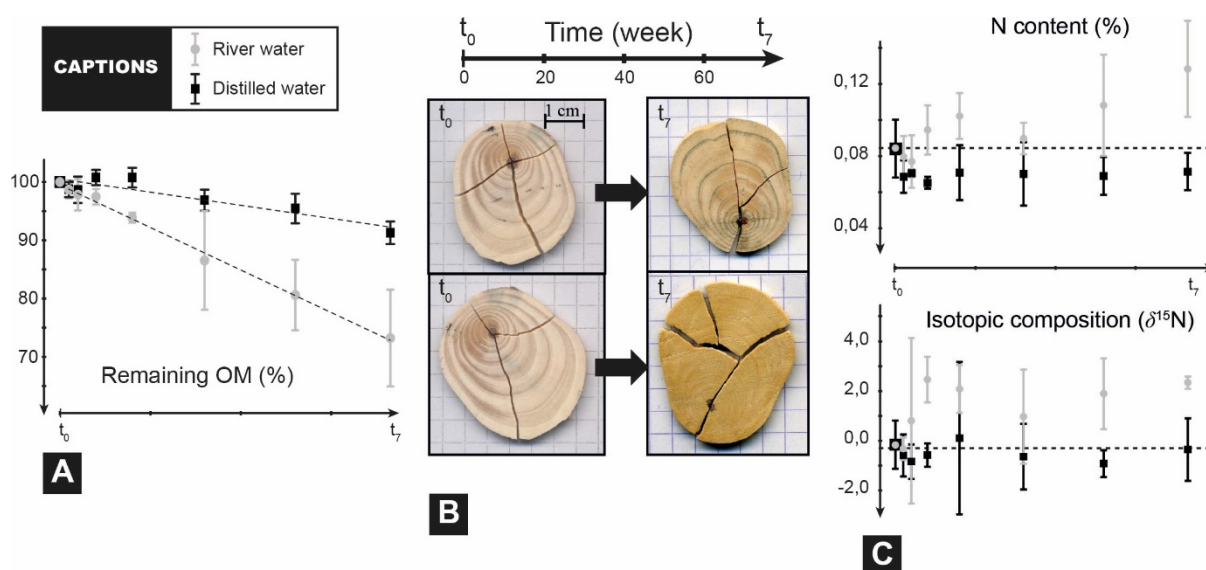 CAPTIONS
River water
Distilled water
100
90
80
70
Remaining OM (%)
t0
t7
A
t0
Time (week)
t7
0
20
40
60
t0
1 cm
t7
t0
t7
B
N content (%)
0,12
0,08
0,04
t0
t7
Isotopic composition (δ¹⁵N)
4,0
2,0
0,0
-2,0
C